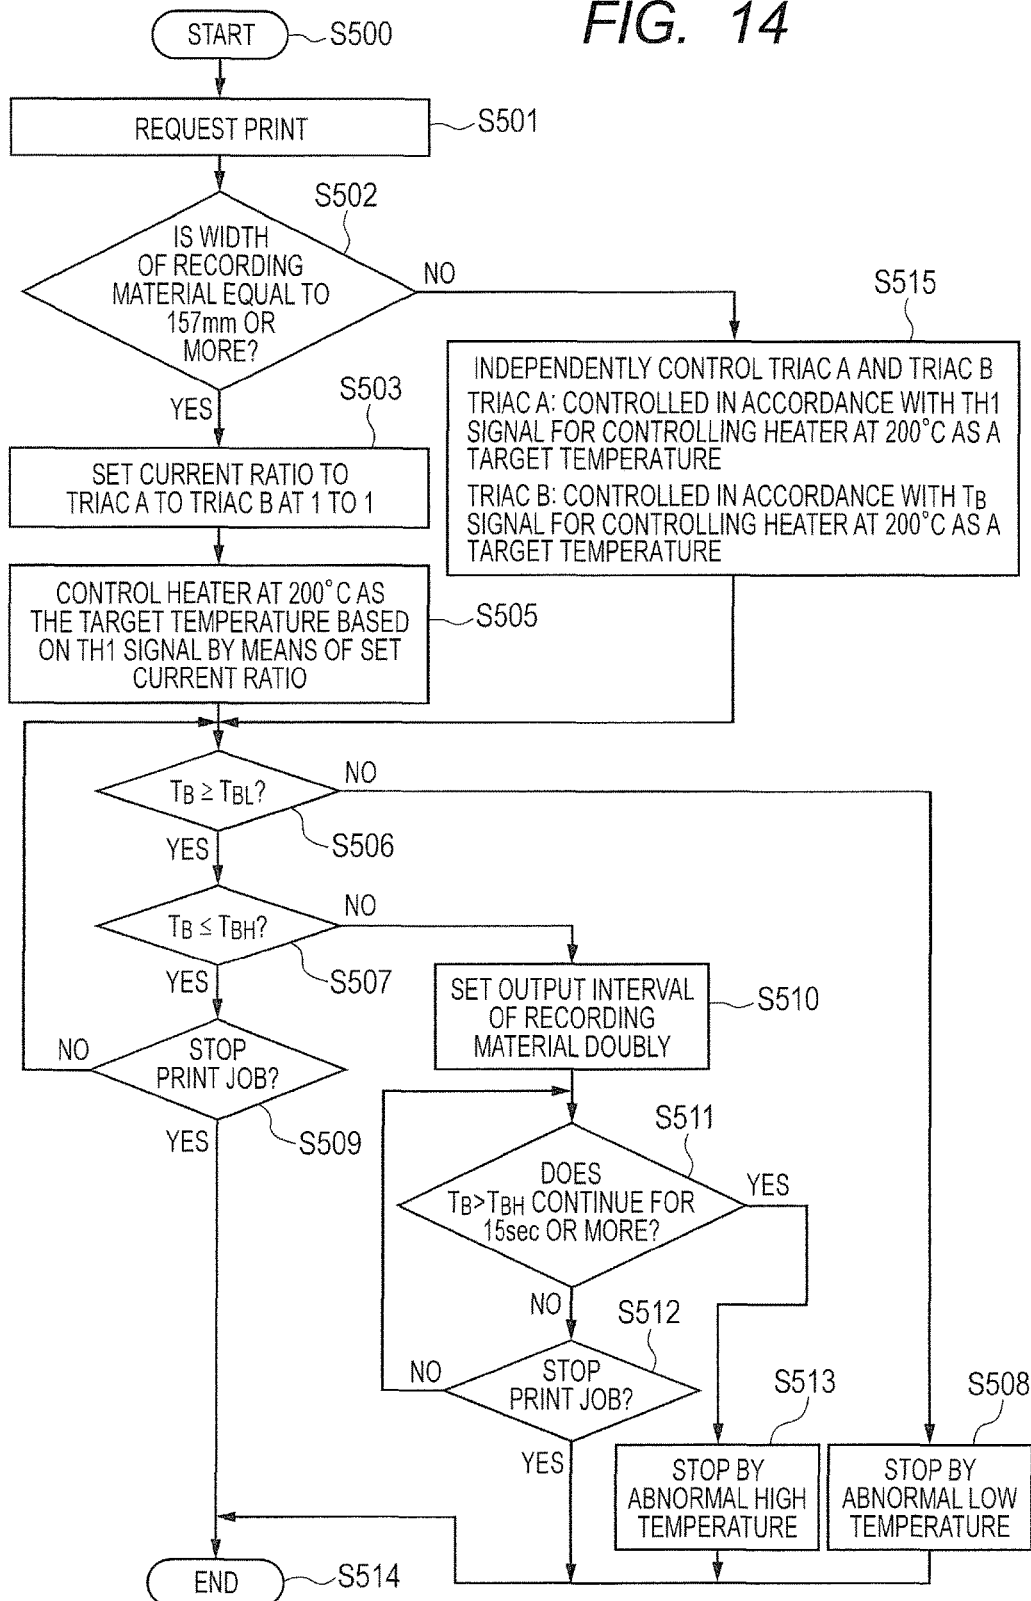 FIG. 14
START
S500
REQUEST PRINT
S501
S502
IS WIDTH
OF RECORDING
MATERIAL EQUAL TO
157mm OR
MORE?
NO
YES
S503
SET CURRENT RATIO TO
TRIAC A TO TRIAC B AT 1 TO 1
S515
INDEPENDENTLY CONTROL TRIAC A AND TRIAC B
TRIAC A: CONTROLLED IN ACCORDANCE WITH TH1
SIGNAL FOR CONTROLLING HEATER AT 200°C AS A
TARGET TEMPERATURE
TRIAC B: CONTROLLED IN ACCORDANCE WITH TB
SIGNAL FOR CONTROLLING HEATER AT 200°C AS A
TARGET TEMPERATURE
CONTROL HEATER AT 200°C AS
THE TARGET TEMPERATURE BASED
ON TH1 SIGNAL BY MEANS OF SET
CURRENT RATIO
S505
TB ≥ TBL?
NO
YES
S506
TB ≤ TBH?
NO
YES
S507
SET OUTPUT INTERVAL
OF RECORDING
MATERIAL DOUBLY
S510
STOP
PRINT JOB?
NO
YES
S509
S511
DOES
TB>TBH CONTINUE FOR
15sec OR MORE?
YES
NO
S512
STOP
PRINT JOB?
NO
YES
S513
STOP BY
ABNORMAL HIGH
TEMPERATURE
S508
STOP BY
ABNORMAL LOW
TEMPERATURE
END
S514